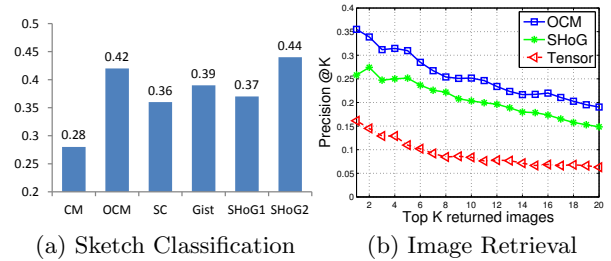 0.5
0.45
0.4
0.35
0.3
0.25
0.2
0.28
0.42
0.36
0.39
0.37
0.44
CM OCM SC Gist SHoG1 SHoG2
(a) Sketch Classification
0.4
0.35
0.3
0.25
0.2
0.15
0.1
0.05
0
Precision @K
OCM
SHoG
Tensor
2 4 6 8 10 12 14 16 18 20
Top K returned images
(b) Image Retrieval